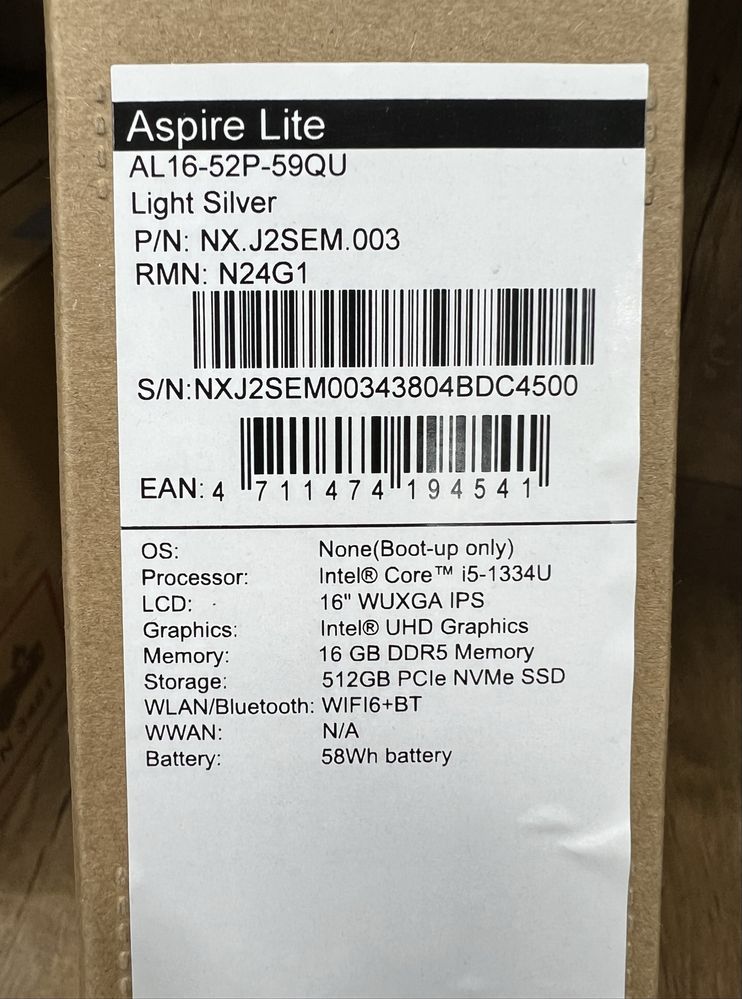 Aspire Lite
AL16-52P-59QU
Light Silver
P/N: NX.J2SEM.003
RMN: N24G1
S/N:NXJ2SEM00343804BDC4500
EAN: 4 711474 194541
OS: None(Boot-up only)
Processor: Intel® Core™ i5-1334U
LCD: 16" WUXGA IPS
Graphics: Intel® UHD Graphics
Memory: 16 GB DDR5 Memory
Storage: 512GB PCIe NVMe SSD
WLAN/Bluetooth: WIFI6+BT
WWAN: N/A
Battery: 58Wh battery